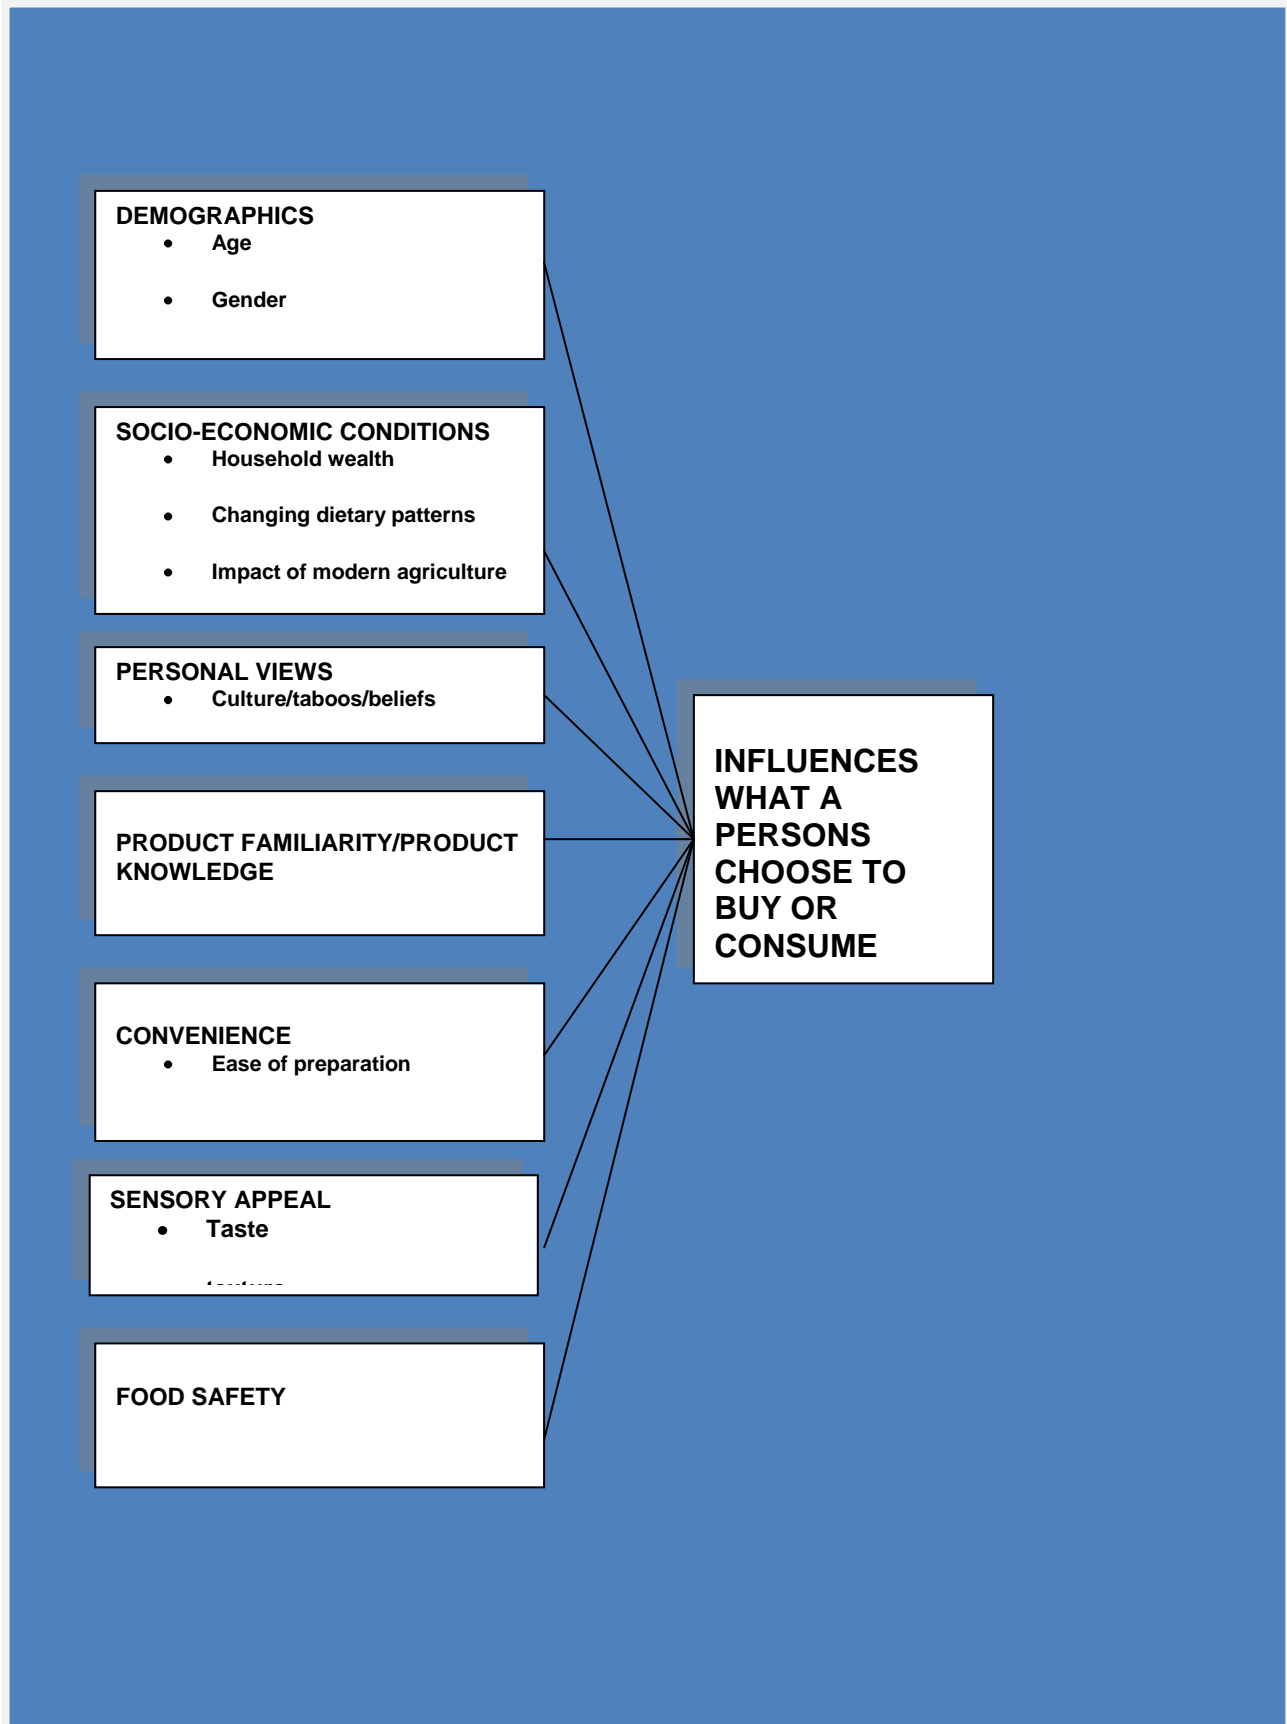 DEMOGRAPHICS
• Age
• Gender
SOCIO-ECONOMIC CONDITIONS
• Household wealth
• Changing dietary patterns
• Impact of modern agriculture
PERSONAL VIEWS
• Culture/taboos/beliefs
PRODUCT FAMILIARITY/PRODUCT
KNOWLEDGE
CONVENIENCE
• Ease of preparation
SENSORY APPEAL
• Taste
FOOD SAFETY
INFLUENCES
WHAT A
PERSONS
CHOOSE TO
BUY OR
CONSUME